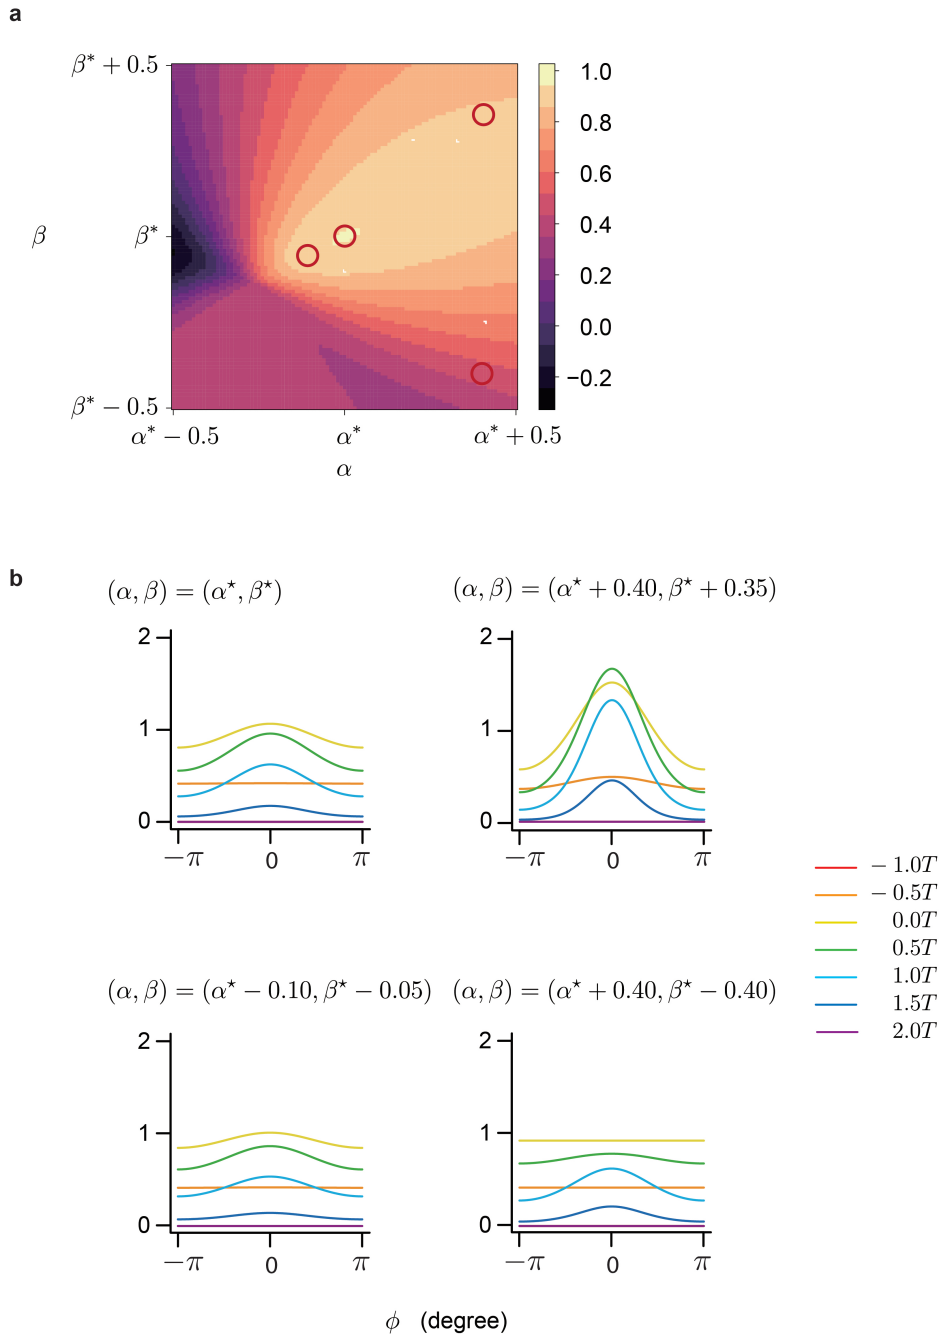 a
β* + 0.5
β
β*
β* − 0.5
α* − 0.5
α*
α* + 0.5
α
1.0
0.8
0.6
0.4
0.2
0.0
−0.2
b
(α, β) = (α⋆, β⋆)
2
1
0
−π
0
π
(α, β) = (α⋆ + 0.40, β⋆ + 0.35)
2
1
0
−π
0
π
− 1.0T
− 0.5T
0.0T
0.5T
1.0T
1.5T
2.0T
(α, β) = (α⋆ − 0.10, β⋆ − 0.05)
2
1
0
−π
0
π
(α, β) = (α⋆ + 0.40, β⋆ − 0.40)
2
1
0
−π
0
π
ϕ (degree)